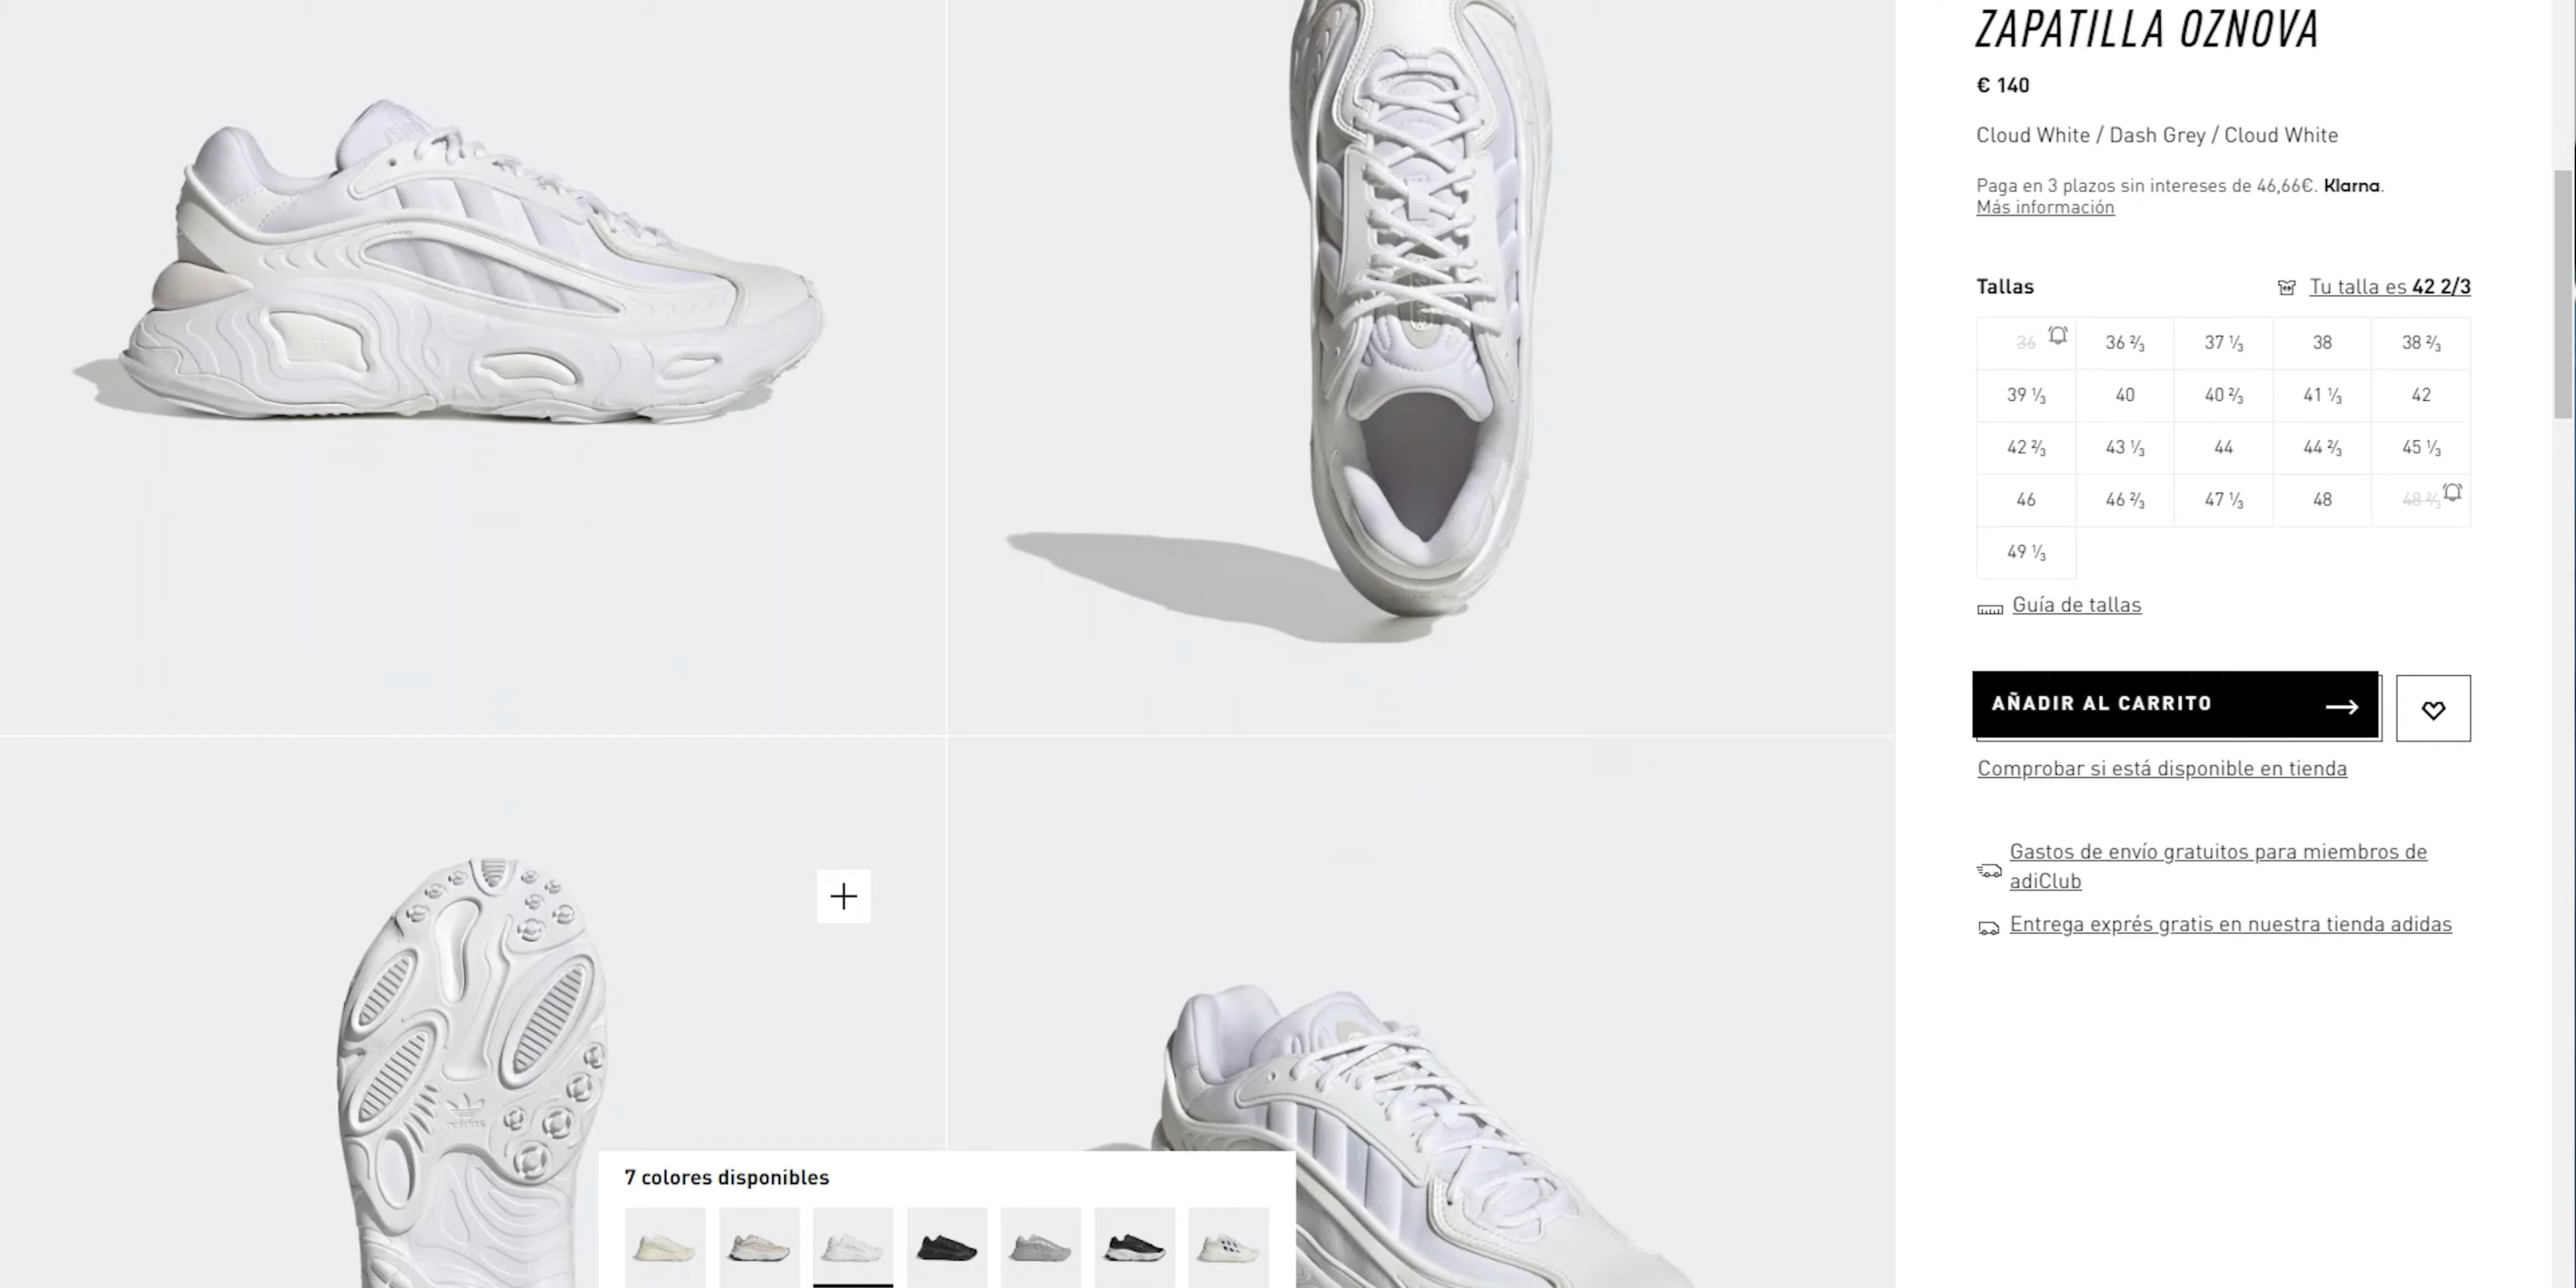 ZAPATILLA OZNOVA
€ 140
Cloud White / Dash Grey / Cloud White
Paga en 3 plazos sin intereses de 46,66€. Klarna.
Más información
Tallas
Tu talla es 42 2/3
36 36 ⅔ 37 ⅓ 38 38 ⅔
39 ⅓ 40 40 ⅔ 41 ⅓ 42
42 ⅔ 43 ⅓ 44 44 ⅔ 45 ⅓
46 46 ⅔ 47 ⅓ 48 48 ⅔
49 ⅓
Guía de tallas
AÑADIR AL CARRITO
Comprobar si está disponible en tienda
Gastos de envío gratuitos para miembros de
adiClub
Entrega exprés gratis en nuestra tienda adidas
adidas
7 colores disponibles